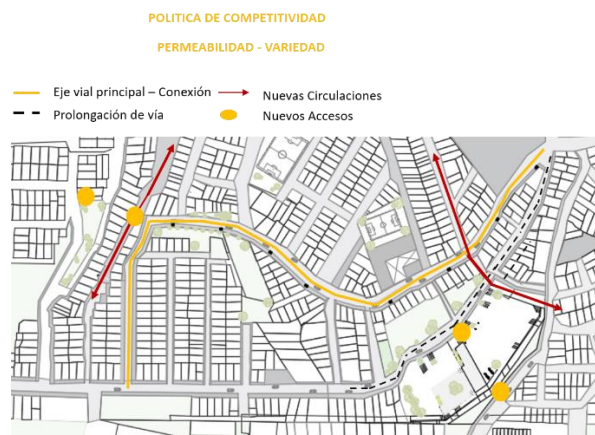 POLITICA DE COMPETITIVIDAD
PERMEABILIDAD - VARIEDAD
Eje vial principal – Conexión
Nuevas Circulaciones
Prolongación de vía
Nuevos Accesos